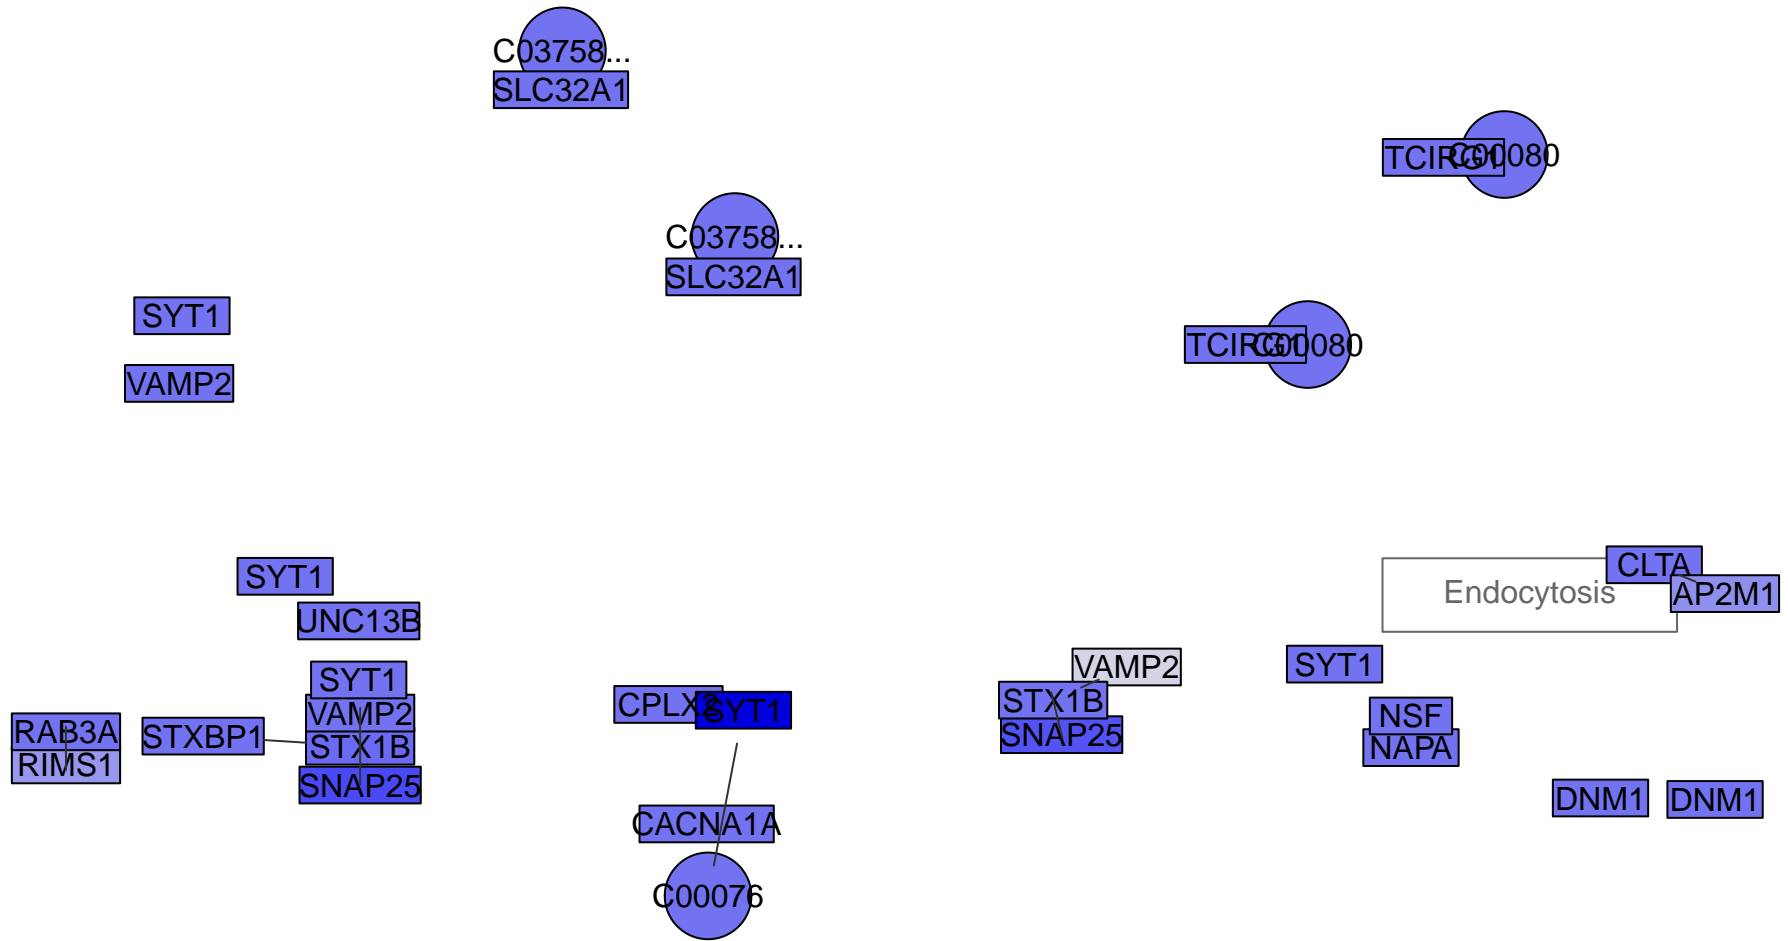 C03758...
SLC32A1
TCIRG1
C00080
C03758...
SLC32A1
SYT1
TCIRG1
C00080
VAMP2
SYT1
UNC13B
CLTA
Endocytosis
AP2M1
SYT1
VAMP2
STX1B
SNAP25
RAB3A
RIMS1
STXBP1
SYT1
VAMP2
STX1B
SNAP25
CPLX2
SYT1
NSF
NAPA
DNM1
DNM1
CACNA1A
C00076